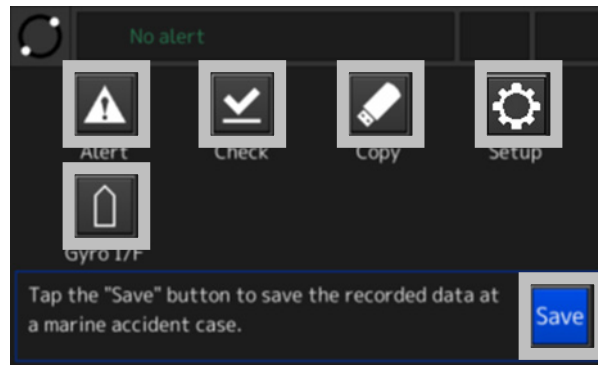 No alert
Alert
Check
Copy
Setup
Gyro I/F
Tap the "Save" button to save the recorded data at
a marine accident case.
Save